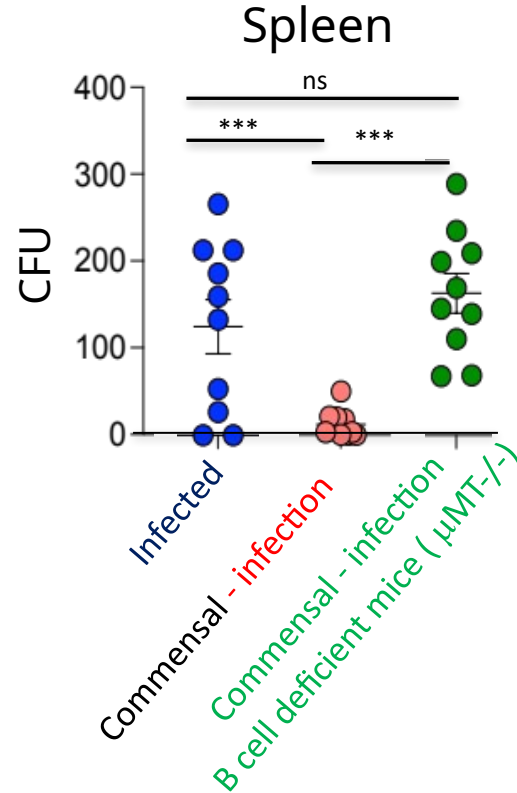 Spleen
CFU
400
300
200
100
0
ns
***
***
Infected
Commensal - infection
Commensal - infection
B cell deficient mice ( µMT-/-)